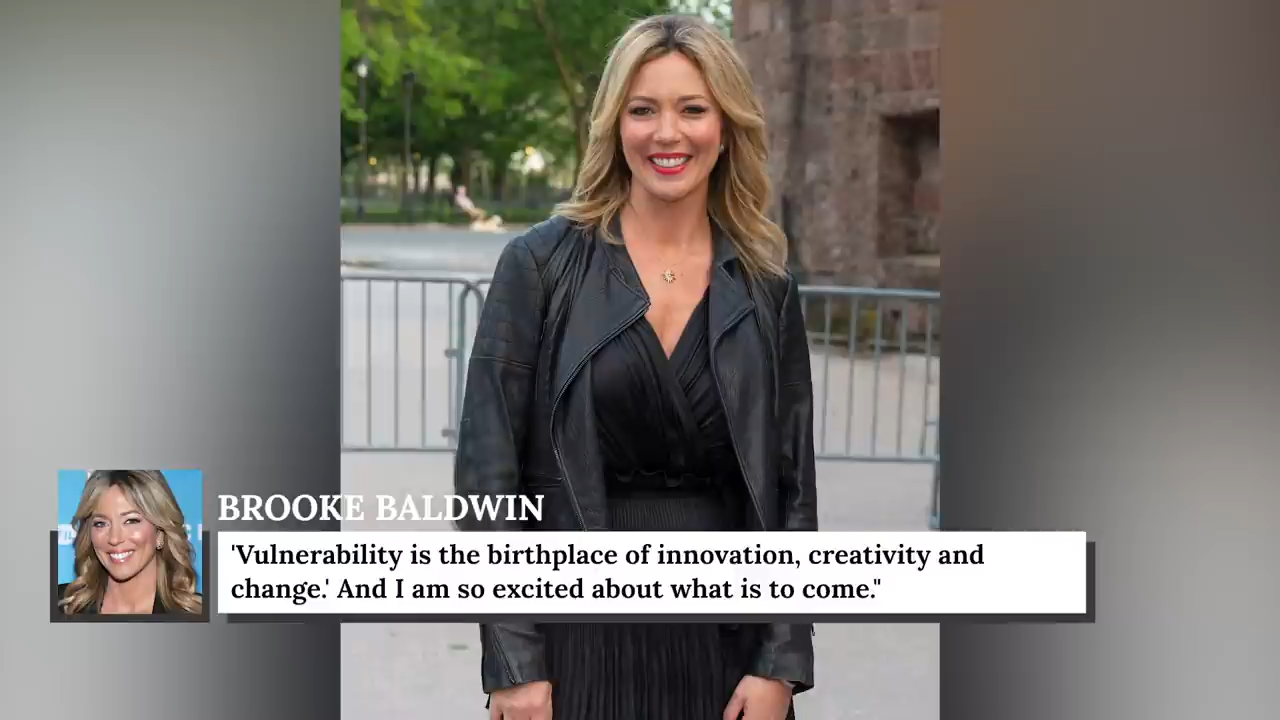 BROOKE BALDWIN
'Vulnerability is the birthplace of innovation, creativity and
change.' And I am so excited about what is to come."